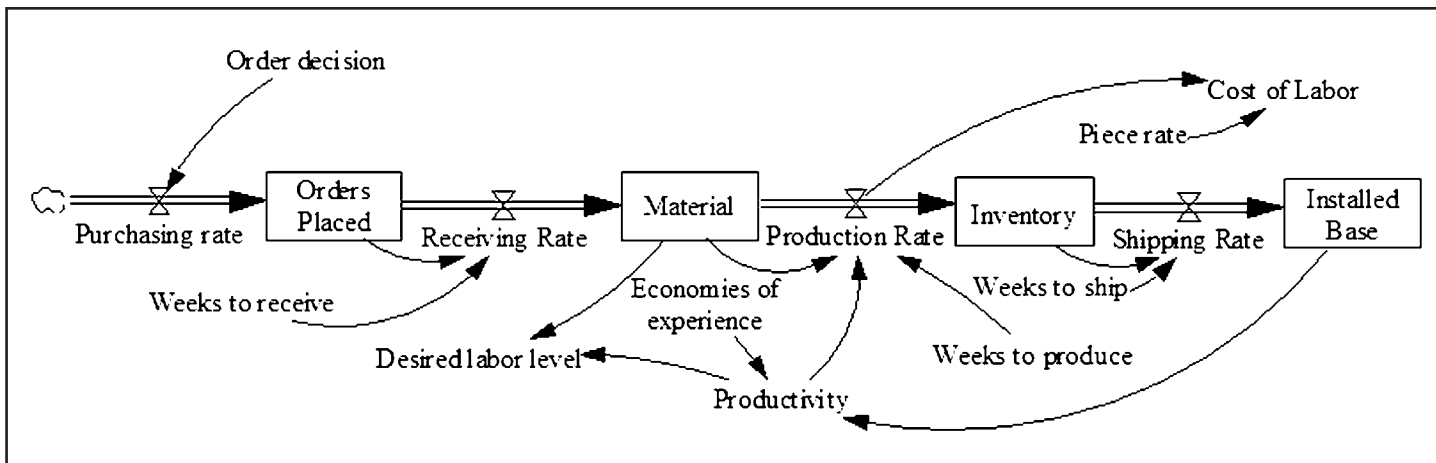 Order decision
Cost of Labor
Piece rate
Orders
Placed
Material
Inventory
Installed
Base
Purchasing rate
Receiving Rate
Production Rate
Shipping Rate
Weeks to receive
Economies of
experience
Weeks to ship
Desired labor level
Weeks to produce
Productivity